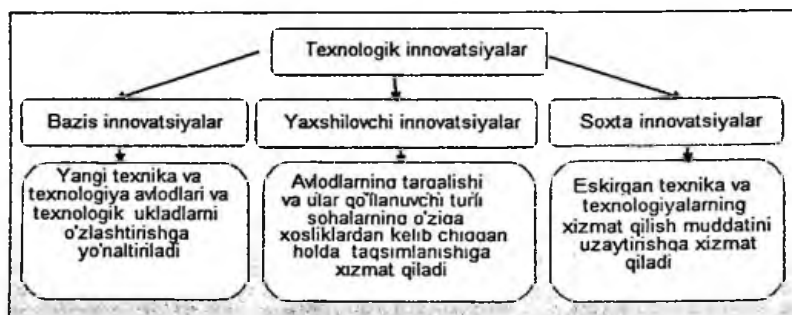 Texnologik innovatsiyalar
Bazis innovatsiyalar
Yaxshilovchi innovatsiyalar
Soxta innovatsiyalar
Yangi texnika va
texnologiya avlodlari va
texnologik ukladlarni
o'zlashtirishga
yo'naltiriladi
Avlodlarning tarqalishi
va ular qo'llanuvchi turli
sohalarning o'ziga
xosliklardan kelib chiqqan
holda taqsimlanishiga
xizmat qiladi
Eskirgan texnika va
texnologiyalarning
xizmat qilish muddatini
uzaytirishga xizmat
qiladi